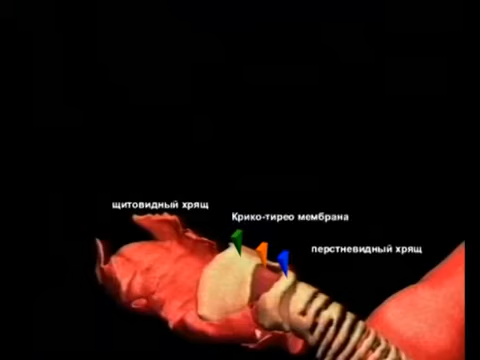 щитовидный хрящ
Крико-тирео мембрана
перстневидный хрящ